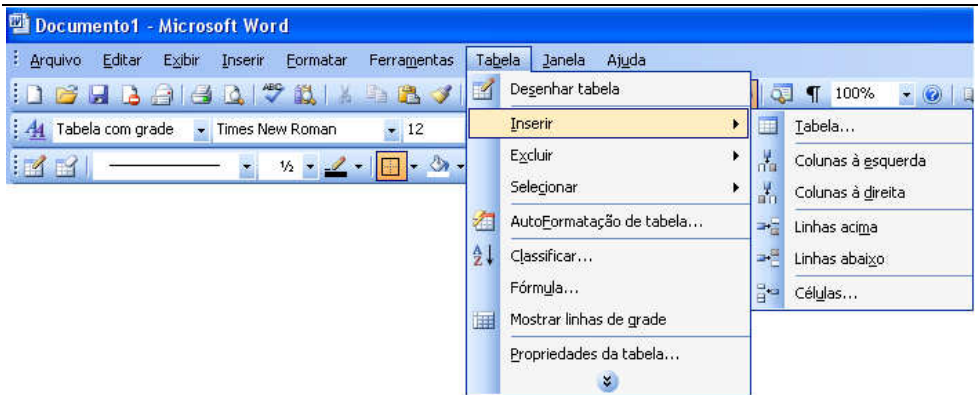 Documento1 - Microsoft Word
Arquivo Editar Exibir Inserir Formatar Ferramentas Tabela Janela Ajuda
ABC ¶ 100%
Tabela com grade Times New Roman 12
½
Desenhar tabela
Inserir
Excluir
Selecionar
AutoFormatação de tabela...
Classificar...
Fórmula...
Mostrar linhas de grade
Propriedades da tabela...
Tabela...
Colunas à esquerda
Colunas à direita
Linhas acima
Linhas abaixo
Células...